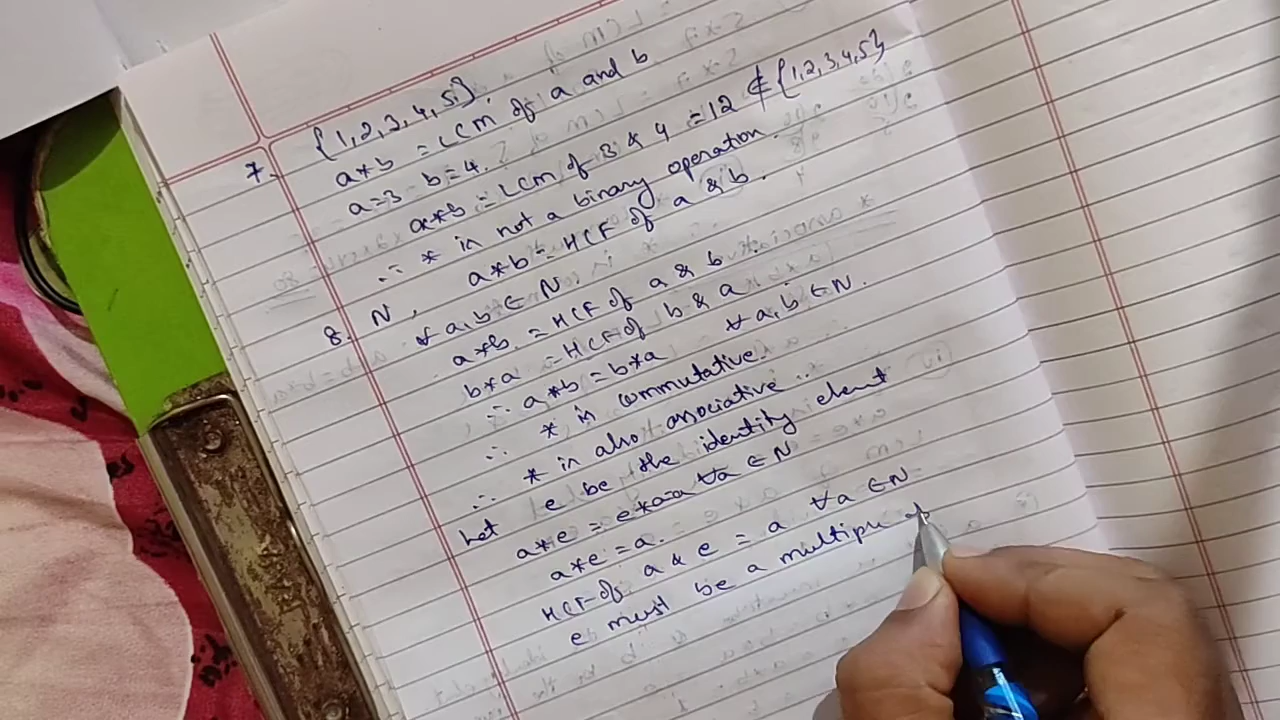 7. {1,2,3,4,5}.
a*b = LCM of a and b
a=3 b=4.
a*b = LCM of 3 & 4 = 12 ∉ {1,2,3,4,5}
∴ * is not a binary operation.
8. N. a*b = HCF of a & b.
∀ a,b ∈ N.
a*b = HCF of a & b
b*a = HCF of b & a
∴ a*b = b*a ∀ a,b ∈ N.
∴ * is commutative.
∴ * is also associative.
Let e be the identity element
a*e = e*a=a ∀a ∈ N
a*e = a.
HCF of a & e = a ∀a ∈ N
e must be a multiple of